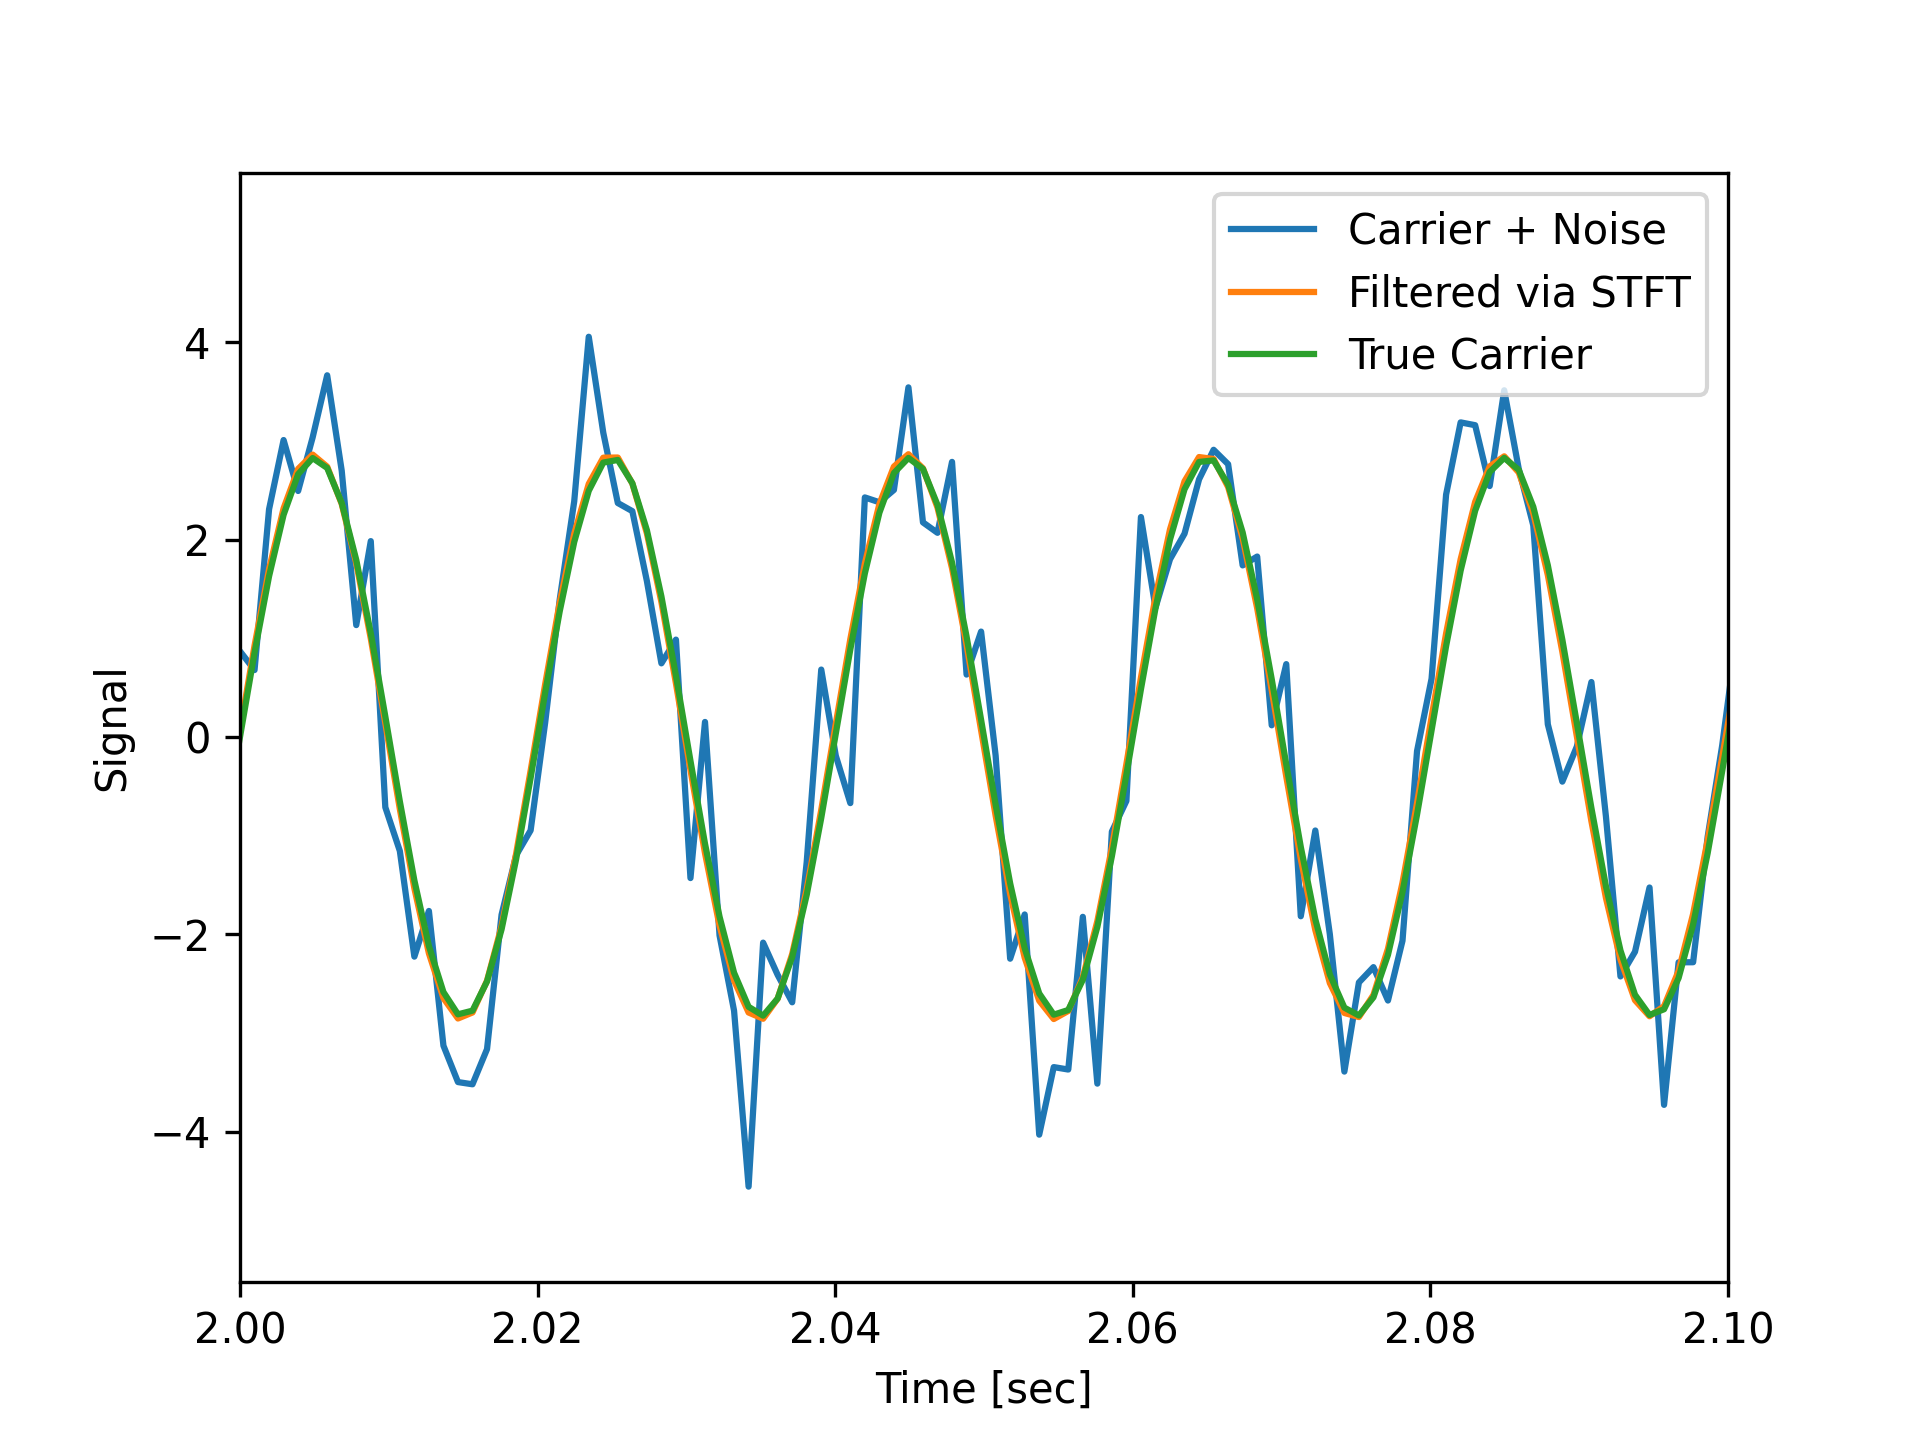 Carrier + Noise
Filtered via STFT
True Carrier
4
2
0
−2
−4
Signal
2.00 2.02 2.04 2.06 2.08 2.10
Time [sec]